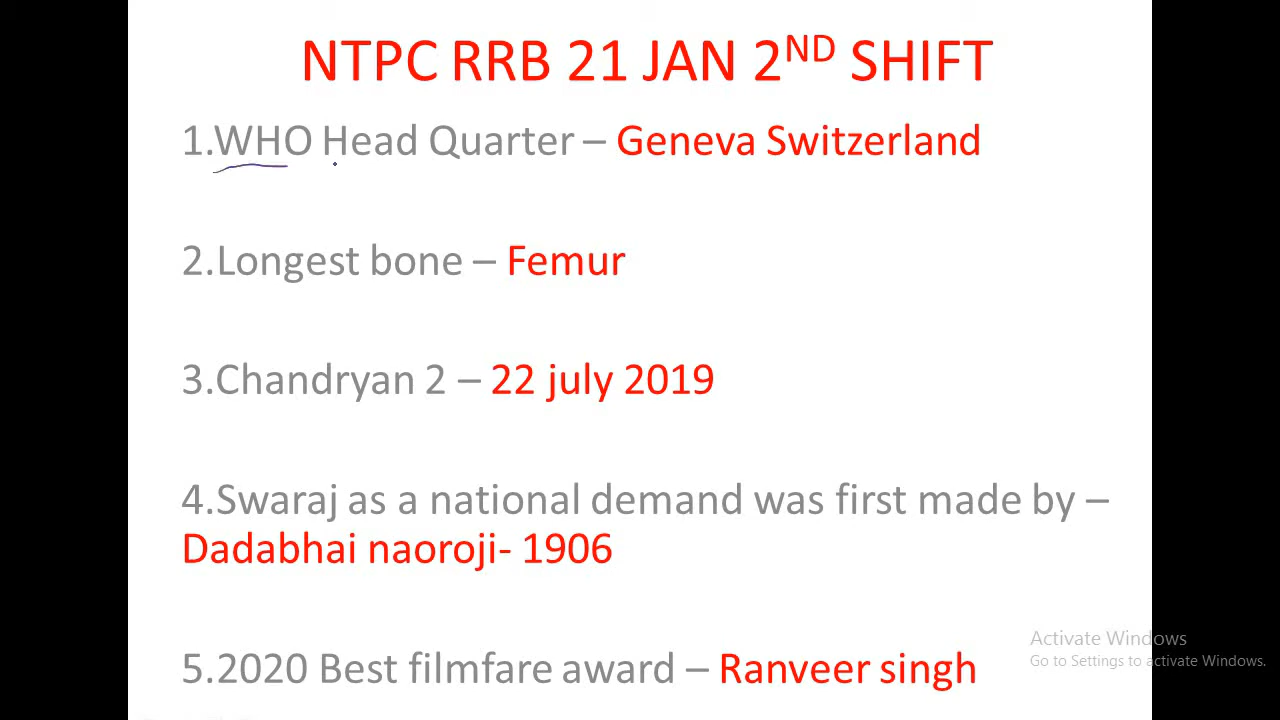 NTPC RRB 21 JAN 2ND SHIFT
1.WHO Head Quarter – Geneva Switzerland
2.Longest bone – Femur
3.Chandryan 2 – 22 july 2019
4.Swaraj as a national demand was first made by –
Dadabhai naoroji- 1906
5.2020 Best filmfare award – Ranveer singh
Activate Windows
Go to Settings to activate Windows.